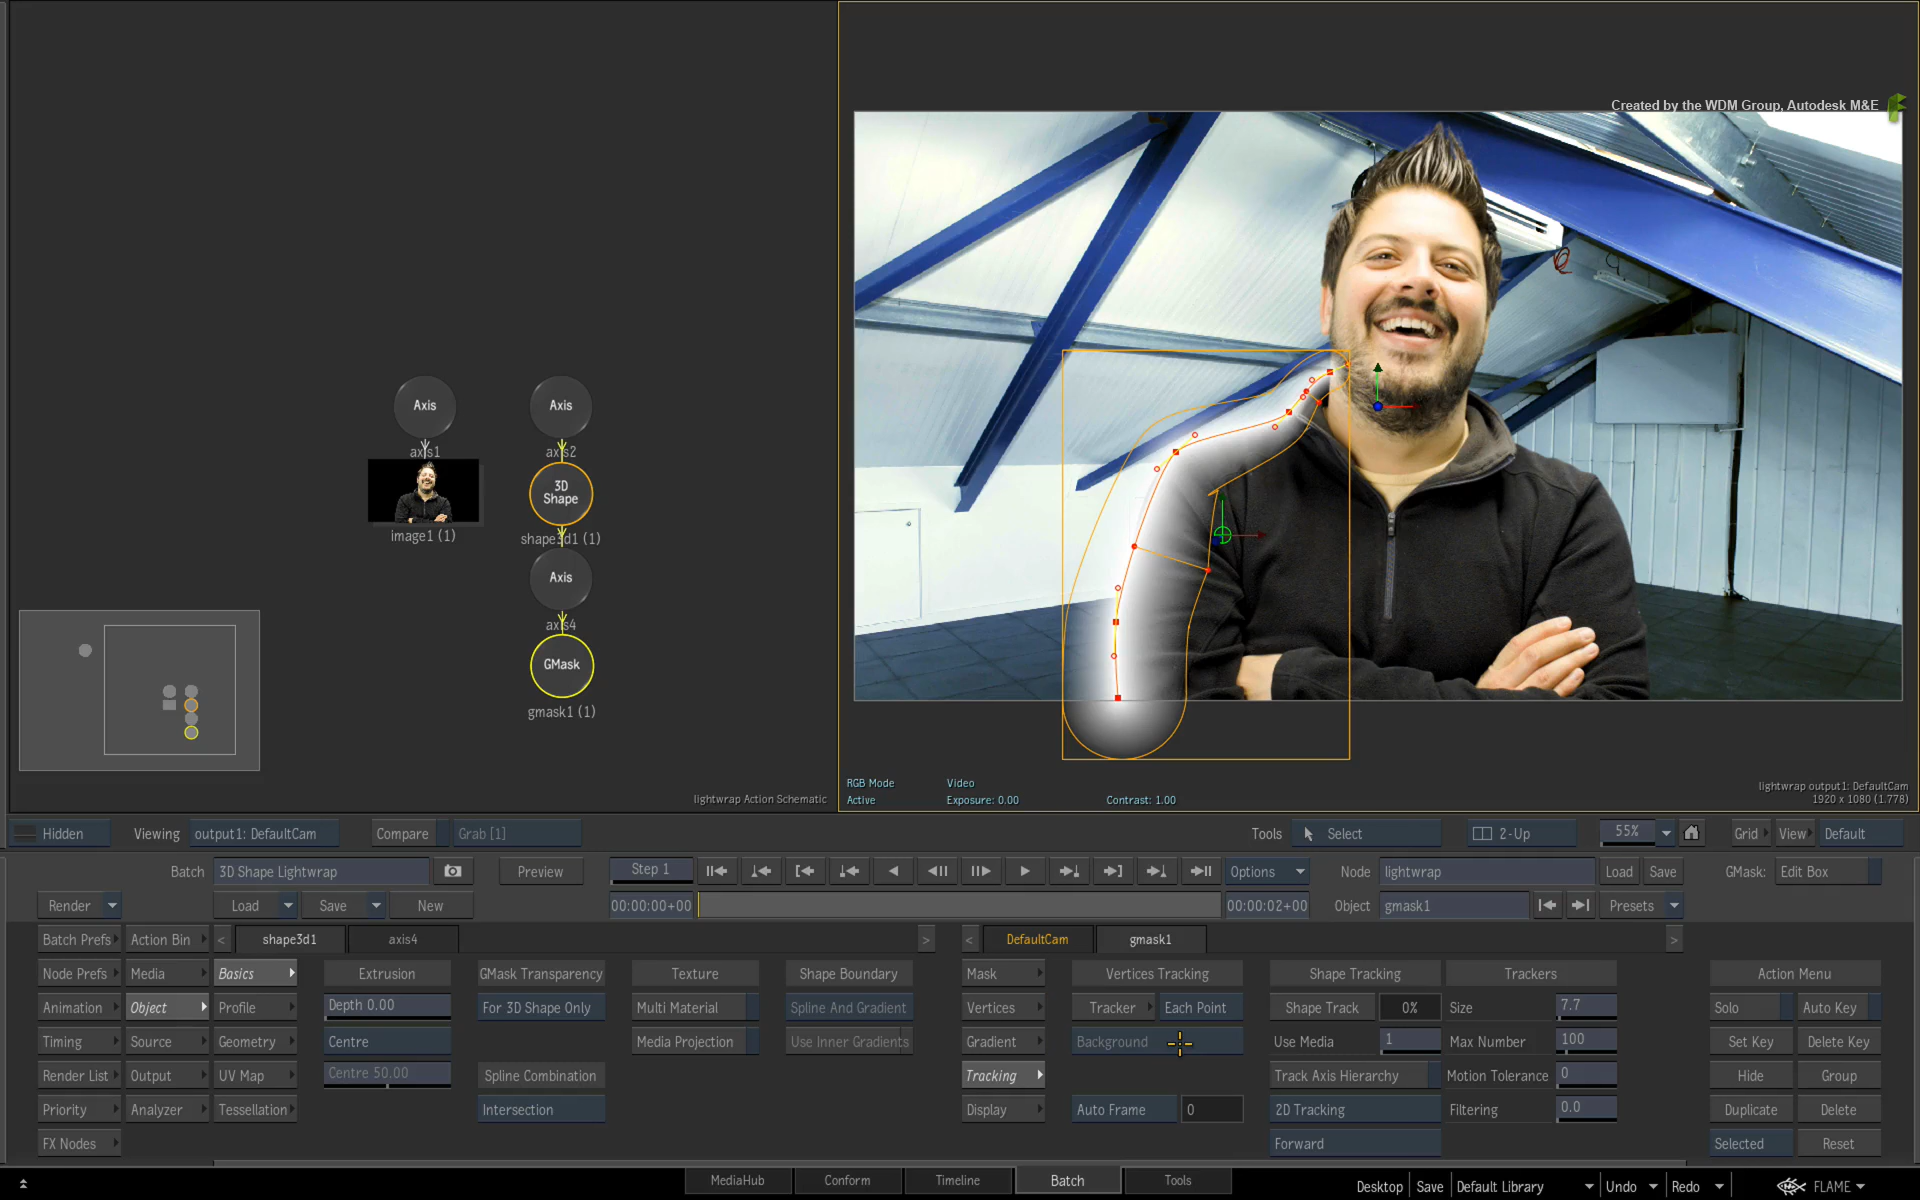 Created by the WDM Group, Autodesk M&E
Axis
axis1
image1 (1)
Axis
axis2
3D
Shape
shape3d1 (1)
Axis
axis4
GMask
gmask1 (1)
lightwrap Action Schematic
RGB Mode
Active
Video
Exposure: 0.00
Contrast: 1.00
lightwrap output1: DefaultCam
1920 x 1080 (1.778)
Hidden Viewing output1: DefaultCam Compare Grab [1] Tools Select 2-Up 55% Grid View Default
Batch 3D Shape Lightwrap Preview Step 1 Options Node lightwrap Load Save GMask: Edit Box
Render Load Save New 00:00:00+00 00:00:02+00 Object gmask1 Presets
Batch Prefs Action Bin < shape3d1 axis4 > < DefaultCam gmask1 >
Node Prefs Media Basics Extrusion GMask Transparency Texture Shape Boundary Mask Vertices Tracking Shape Tracking Trackers Action Menu
Animation Object Profile Depth 0.00 For 3D Shape Only Multi Material Spline And Gradient Vertices Tracker Each Point Shape Track 0% Size 7.7 Solo Auto Key
Timing Source Geometry Centre Media Projection Use Inner Gradients Gradient Background Use Media 1 Max Number 100 Set Key Delete Key
Render List Output UV Map Centre 50.00 Spline Combination Tracking Track Axis Hierarchy Motion Tolerance 0 Hide Group
Priority Analyzer Tessellation Intersection Display Auto Frame 0 2D Tracking Filtering 0.0 Duplicate Delete
FX Nodes Forward Selected Reset
MediaHub Conform Timeline Batch Tools Desktop Save Default Library Undo Redo FLAME